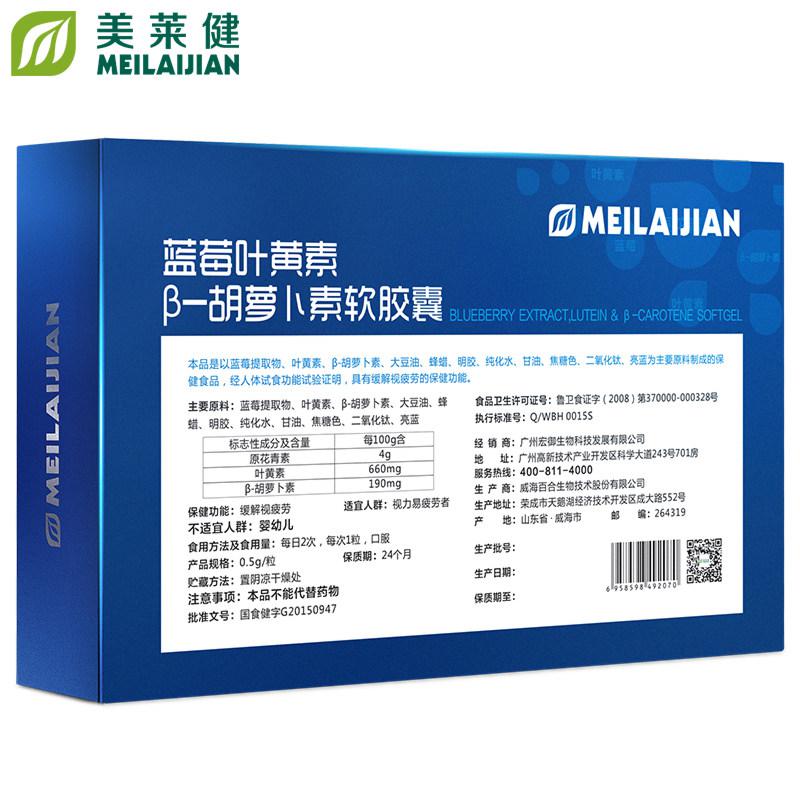 美莱健
MEILAIJIAN
MEILAIJIAN
叶黄素
MEILAIJIAN
蓝莓
β-胡萝卜素
叶黄素
蓝莓叶黄素
β-胡萝卜素软胶囊
BLUEBERRY EXTRACT,LUTEIN & β-CAROTENE SOFTGEL
本品是以蓝莓提取物、叶黄素、β-胡萝卜素、大豆油、蜂蜡、明胶、纯化水、甘油、焦糖色、二氧化钛、亮蓝为主要原料制成的保
健食品，经人体试食功能试验证明，具有缓解视疲劳的保健功能。
主要原料：蓝莓提取物、叶黄素、β-胡萝卜素、大豆油、蜂
蜡、明胶、纯化水、甘油、焦糖色、二氧化钛、亮蓝
标志性成分及含量 每100g含
原花青素 4g
叶黄素 660mg
β-胡萝卜素 190mg
保健功能：缓解视疲劳 适宜人群：视力易疲劳者
不适宜人群：婴幼儿
食用方法及食用量：每日2次，每次1粒，口服
产品规格：0.5g/粒 保质期：24个月
贮藏方法：置阴凉干燥处
注意事项：本品不能代替药物
批准文号：国食健字G20150947
食品卫生许可证号：鲁卫食证字（2008）第370000-000328号
执行标准号：Q/WBH 0015S
经 销 商：广州宏御生物科技发展有限公司
地 址：广州高新技术产业开发区科学大道243号701房
服务热线：400-811-4000
生 产 商：威海百合生物技术股份有限公司
生产地址：荣成市天鹅湖经济技术开发区成大路552号
产 地：山东省·威海市 邮 编：264319
生产批号：
生产日期：
保质期至：
6 958598 492070